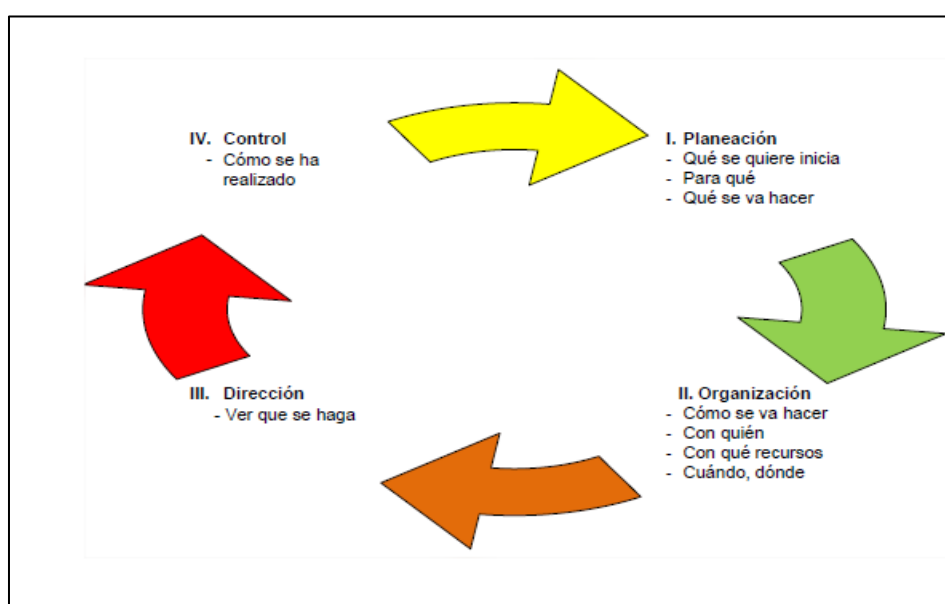 I. Planeación
- Qué se quiere inicia
- Para qué
- Qué se va hacer
II. Organización
- Cómo se va hacer
- Con quién
- Con qué recursos
- Cuándo, dónde
III. Dirección
- Ver que se haga
IV. Control
- Cómo se ha
realizado